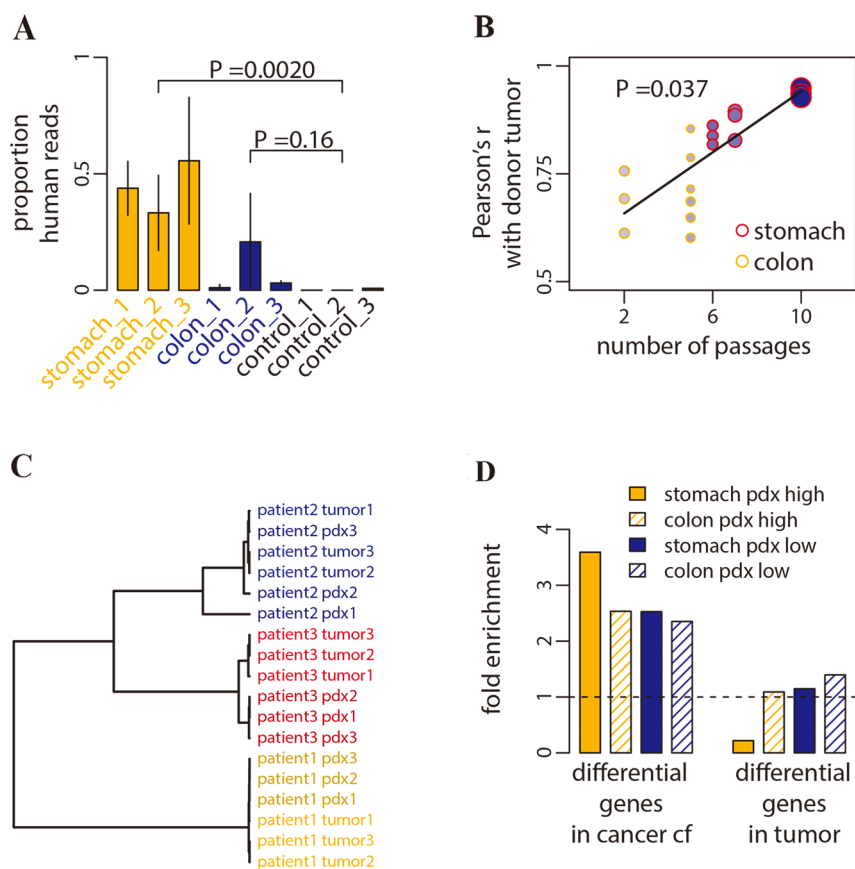 A
proportion
human reads
0
0.5
1
P =0.0020
P =0.16
stomach_1
stomach_2
stomach_3
colon_1
colon_2
colon_3
control_1
control_2
control_3
B
Pearson's r
with donor tumor
0.5
0.75
1
P =0.037
stomach
colon
2
6
10
number of passages
C
patient2 tumor1
patient2 pdx3
patient2 tumor3
patient2 tumor2
patient2 pdx2
patient2 pdx1
patient3 tumor3
patient3 tumor2
patient3 tumor1
patient3 pdx2
patient3 pdx1
patient3 pdx3
patient1 pdx3
patient1 pdx2
patient1 pdx1
patient1 tumor1
patient1 tumor3
patient1 tumor2
D
stomach pdx high
colon pdx high
stomach pdx low
colon pdx low
fold enrichment
0
1
2
3
4
differential
genes
in cancer cf
differential
genes
in tumor